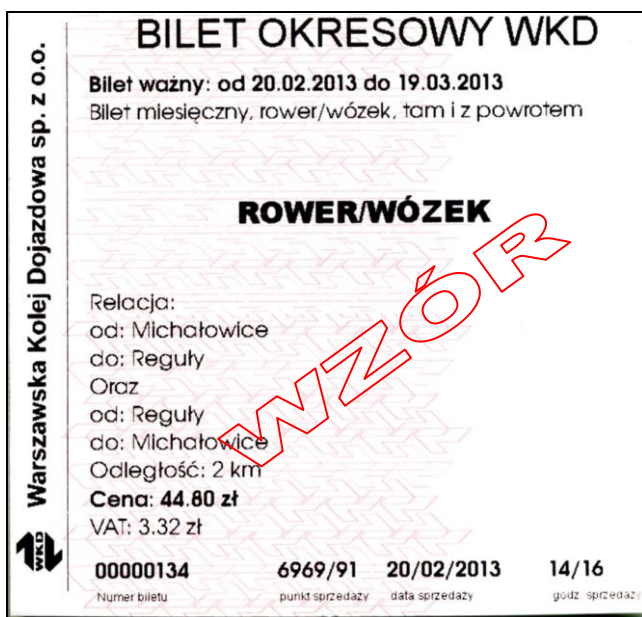 BILET OKRESOWY WKD
Bilet ważny: od 20.02.2013 do 19.03.2013
Bilet miesięczny, rower/wózek, tam i z powrotem
ROWER/WÓZEK
WZÓR
Relacja:
od: Michałowice
do: Reguły
Oraz
od: Reguły
do: Michałowice
Odległość: 2 km
Cena: 44.80 zł
VAT: 3.32 zł
00000134 6969/91 20/02/2013 14/16
Numer biletu punkt sprzedaży data sprzedaży godz. sprzedaży
Warszawska Kolej Dojazdowa sp. z o.o.
WKD